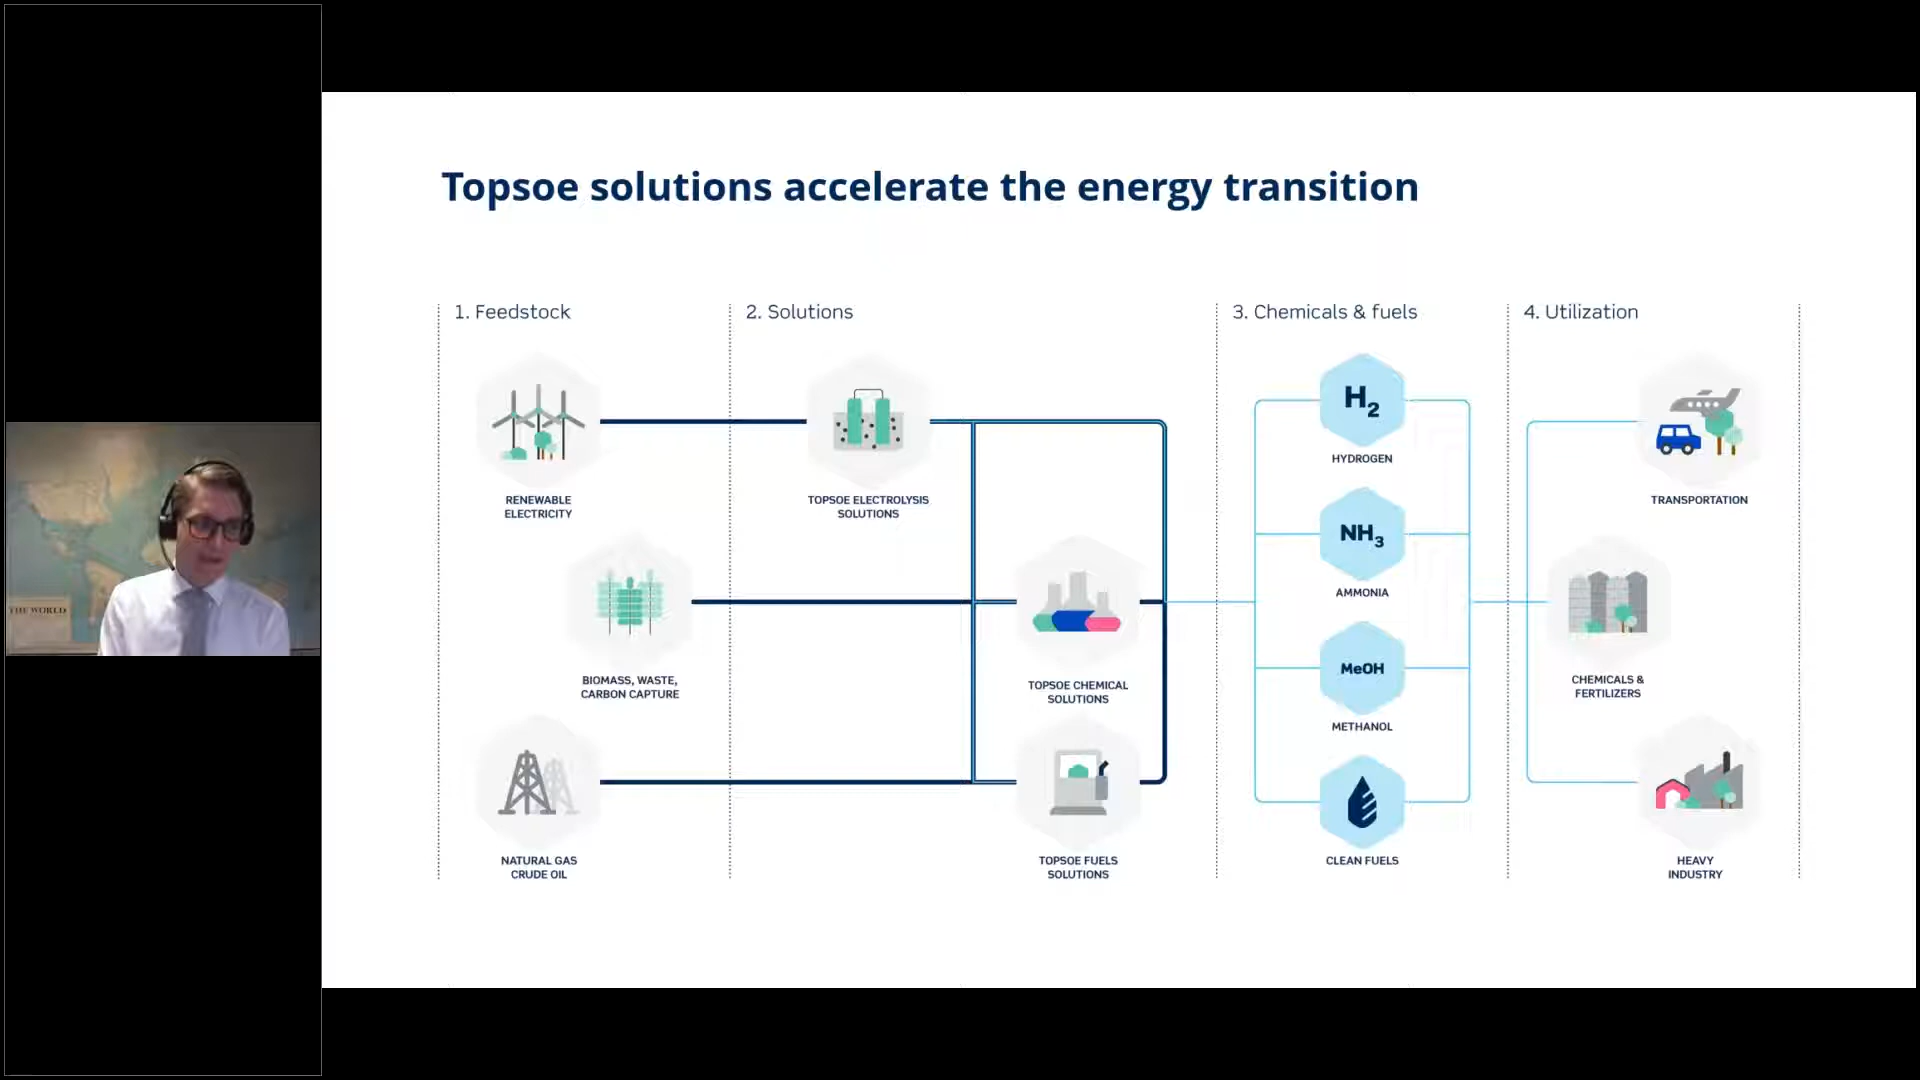 Topsoe solutions accelerate the energy transition
1. Feedstock
2. Solutions
3. Chemicals & fuels
4. Utilization
RENEWABLE
ELECTRICITY
BIOMASS, WASTE,
CARBON CAPTURE
NATURAL GAS
CRUDE OIL
TOPSOE ELECTROLYSIS
SOLUTIONS
TOPSOE CHEMICAL
SOLUTIONS
TOPSOE FUELS
SOLUTIONS
H2
HYDROGEN
NH3
AMMONIA
MeOH
METHANOL
CLEAN FUELS
TRANSPORTATION
CHEMICALS &
FERTILIZERS
HEAVY
INDUSTRY
THE WORLD